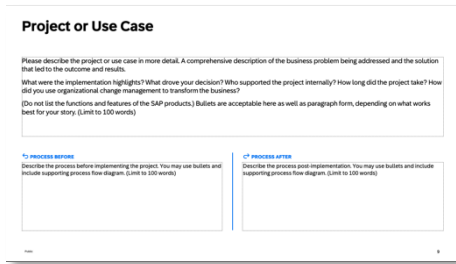 Project or Use Case
Please describe the project or use case in more detail. A comprehensive description of the business problem being addressed and the solution
that led to the outcome and results.
What were the implementation highlights? What drove your decision? Who supported the project internally? How long did the project take? How
did you use organizational change management to transform the business?
(Do not list the functions and features of the SAP products.) Bullets are acceptable here as well as paragraph form, depending on what works
best for your story. (Limit to 100 words)
PROCESS BEFORE
Describe the process before implementing the project. You may use bullets and
include supporting process flow diagram. (Limit to 100 words)
PROCESS AFTER
Describe the process post-implementation. You may use bullets and include
supporting process flow diagram. (Limit to 100 words)